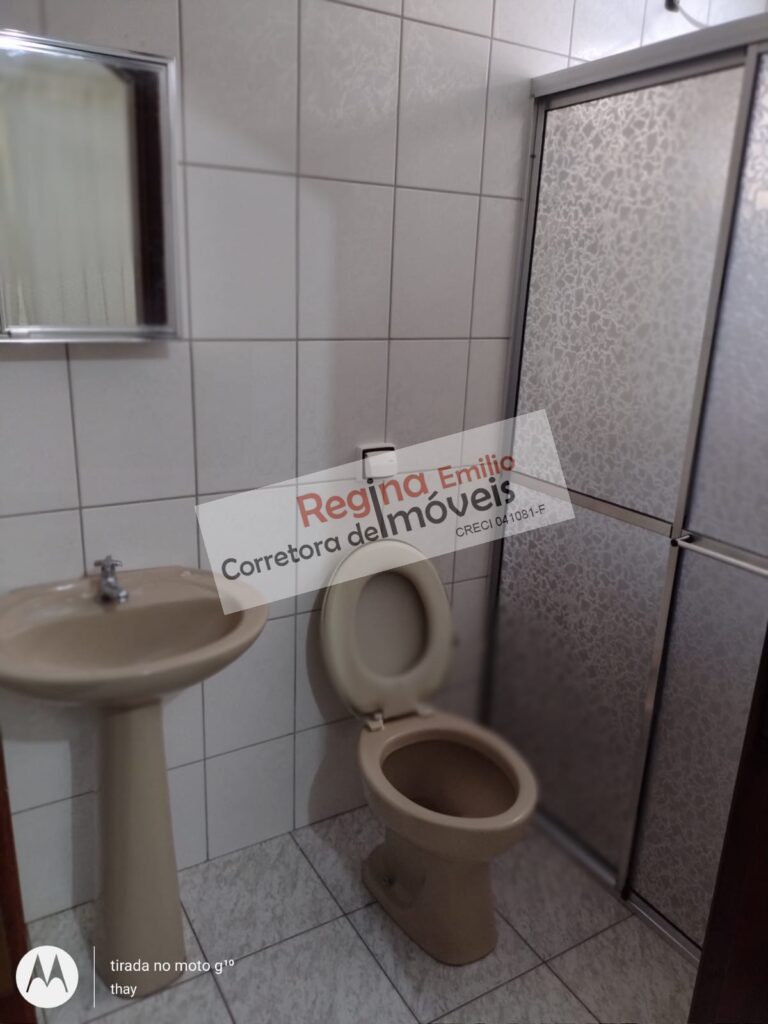 Regina Emilio
Corretora de imóveis
CRECI 041081-F
tirada no moto g¹⁰
thay